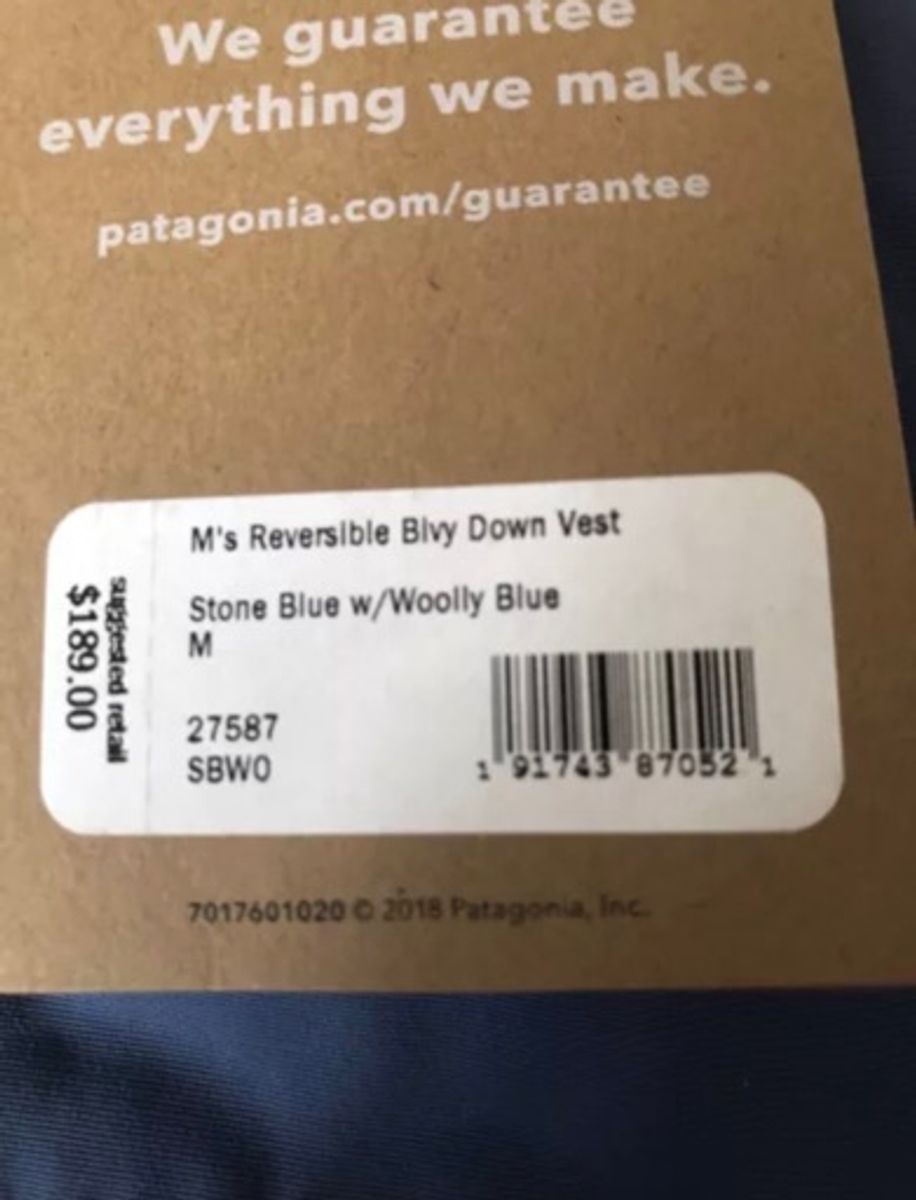 We guarantee
everything we make.
patagonia.com/guarantee
M's Reversible Bivy Down Vest
Stone Blue w/Woolly Blue
M
27587
SBWO
1 91743 87052 1
suggested retail
$189.00
7017601020 © 2018 Patagonia, Inc.